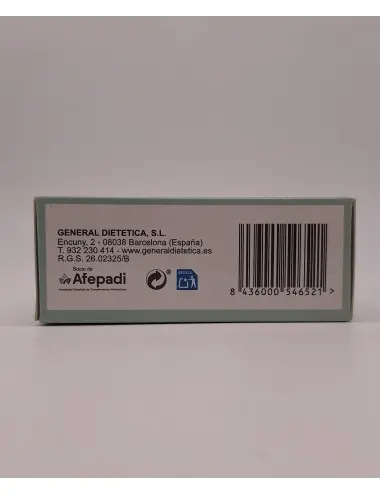 GENERAL DIETETICA, S.L.
Encuny, 2 - 08038 Barcelona (España)
T. 932 230 414 - www.generaldietetica.es
R.G.S. 26.02325/B
Socio de
Afepadi
RECICLA
8 436000 546521 >